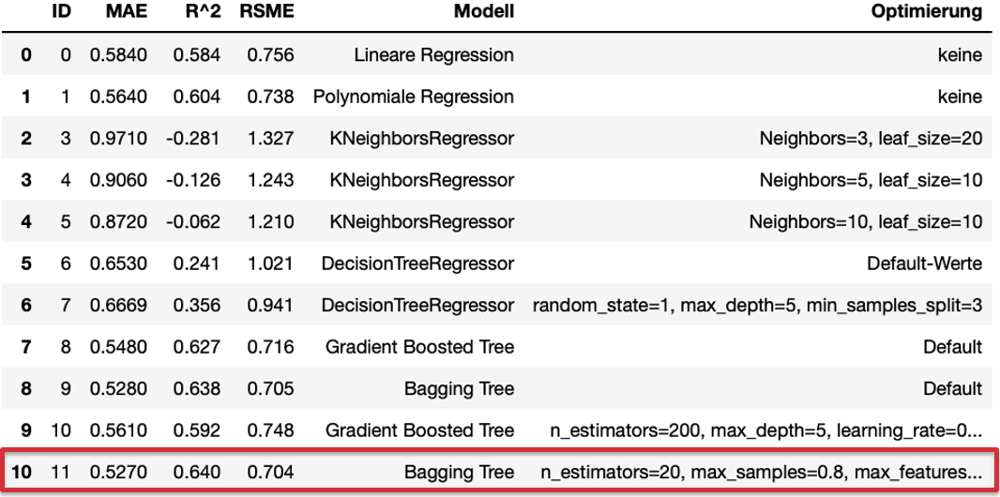 ID MAE R^2 RSME Modell Optimierung
0 0 0.5840 0.584 0.756 Lineare Regression keine
1 1 0.5640 0.604 0.738 Polynomiale Regression keine
2 3 0.9710 -0.281 1.327 KNeighborsRegressor Neighbors=3, leaf_size=20
3 4 0.9060 -0.126 1.243 KNeighborsRegressor Neighbors=5, leaf_size=10
4 5 0.8720 -0.062 1.210 KNeighborsRegressor Neighbors=10, leaf_size=10
5 6 0.6530 0.241 1.021 DecisionTreeRegressor Default-Werte
6 7 0.6669 0.356 0.941 DecisionTreeRegressor random_state=1, max_depth=5, min_samples_split=3
7 8 0.5480 0.627 0.716 Gradient Boosted Tree Default
8 9 0.5280 0.638 0.705 Bagging Tree Default
9 10 0.5610 0.592 0.748 Gradient Boosted Tree n_estimators=200, max_depth=5, learning_rate=0...
10 11 0.5270 0.640 0.704 Bagging Tree n_estimators=20, max_samples=0.8, max_features...